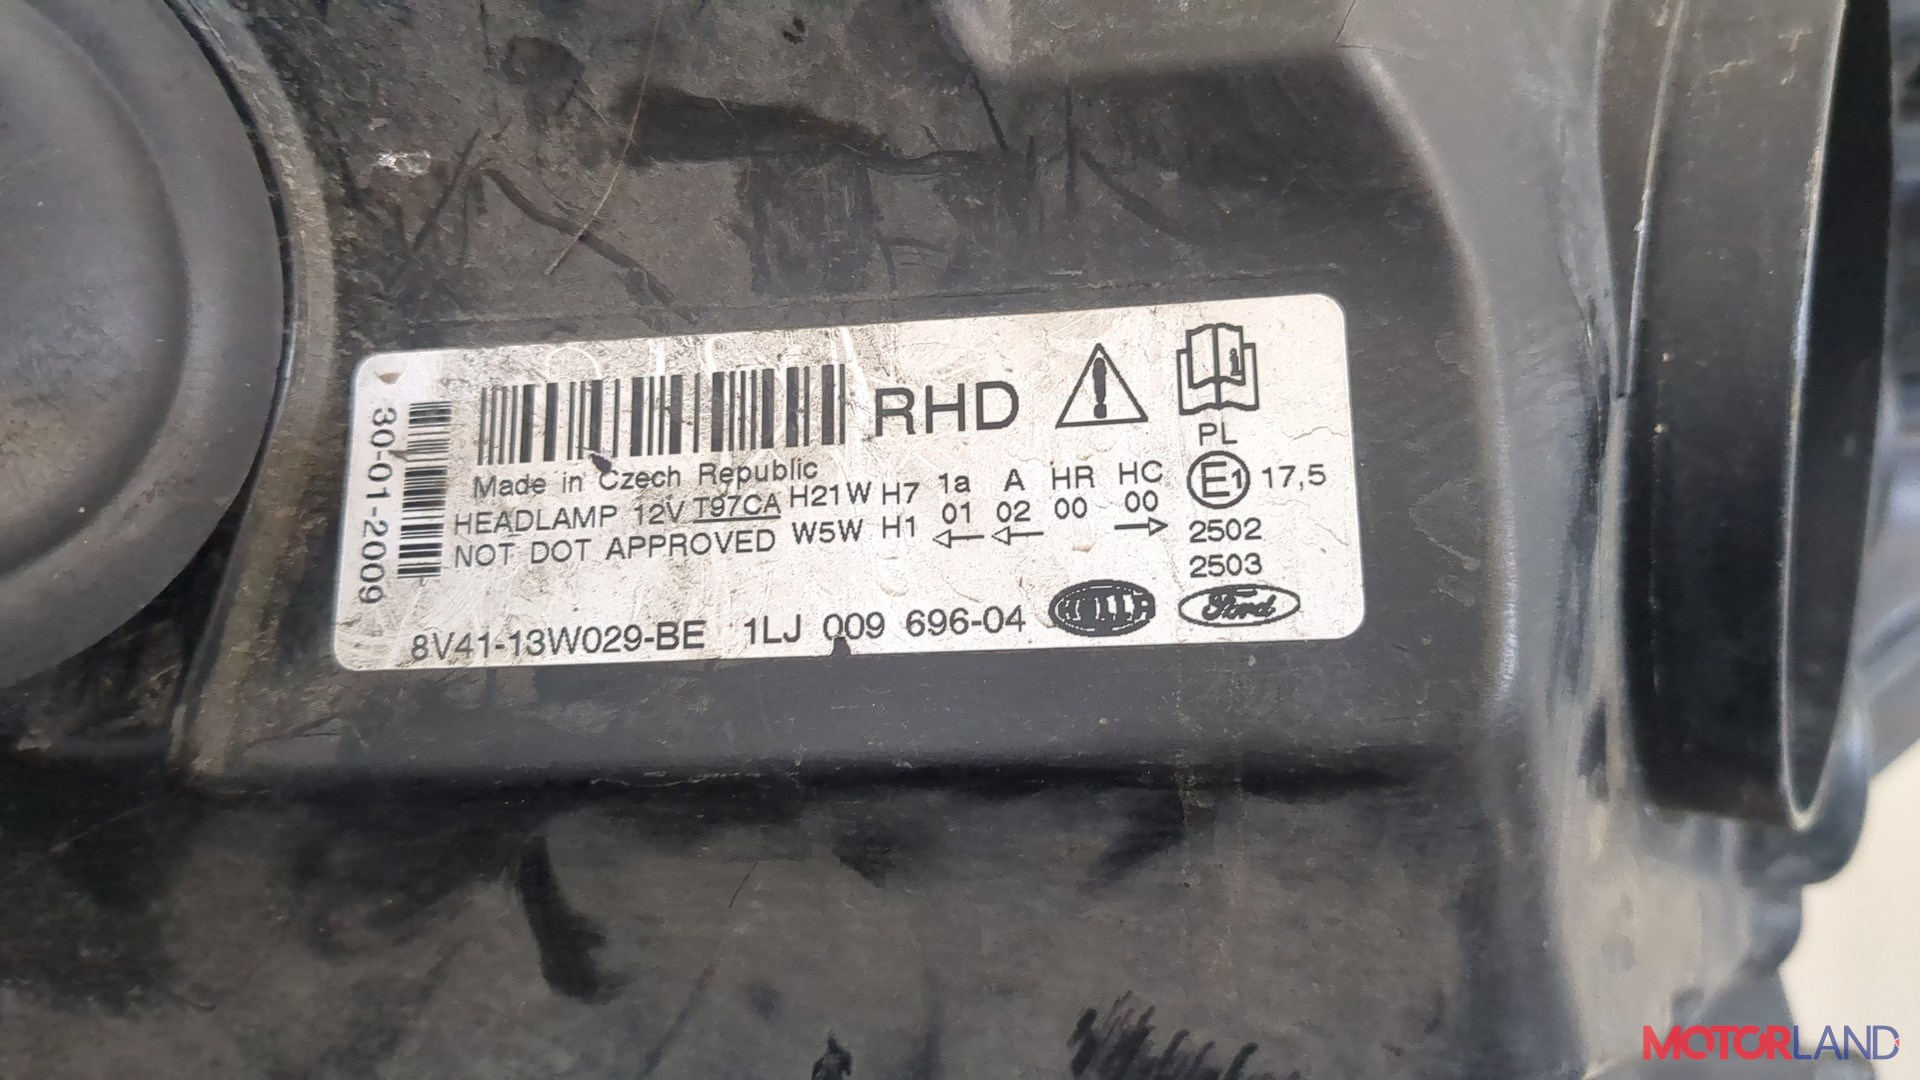 30-01-2009
RHD
PL
Made in Czech Republic
HEADLAMP 12V T97CA H21W H7 1a A HR HC E1 17,5
NOT DOT APPROVED W5W H1 01 02 00 00 2502
2503
8V41-13W029-BE 1LJ 009 696-04 HELLA Ford
MOTORLAND